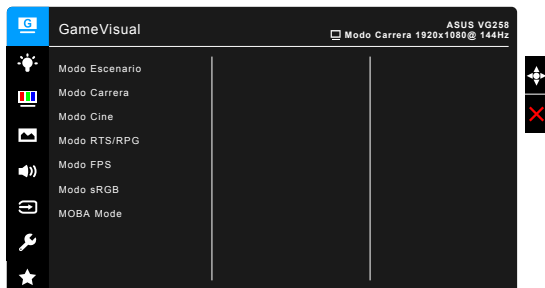 G
GameVisual
ASUS VG258
Modo Carrera 1920x1080@ 144Hz
Modo Escenario
Modo Carrera
Modo Cine
Modo RTS/RPG
Modo FPS
Modo sRGB
MOBA Mode